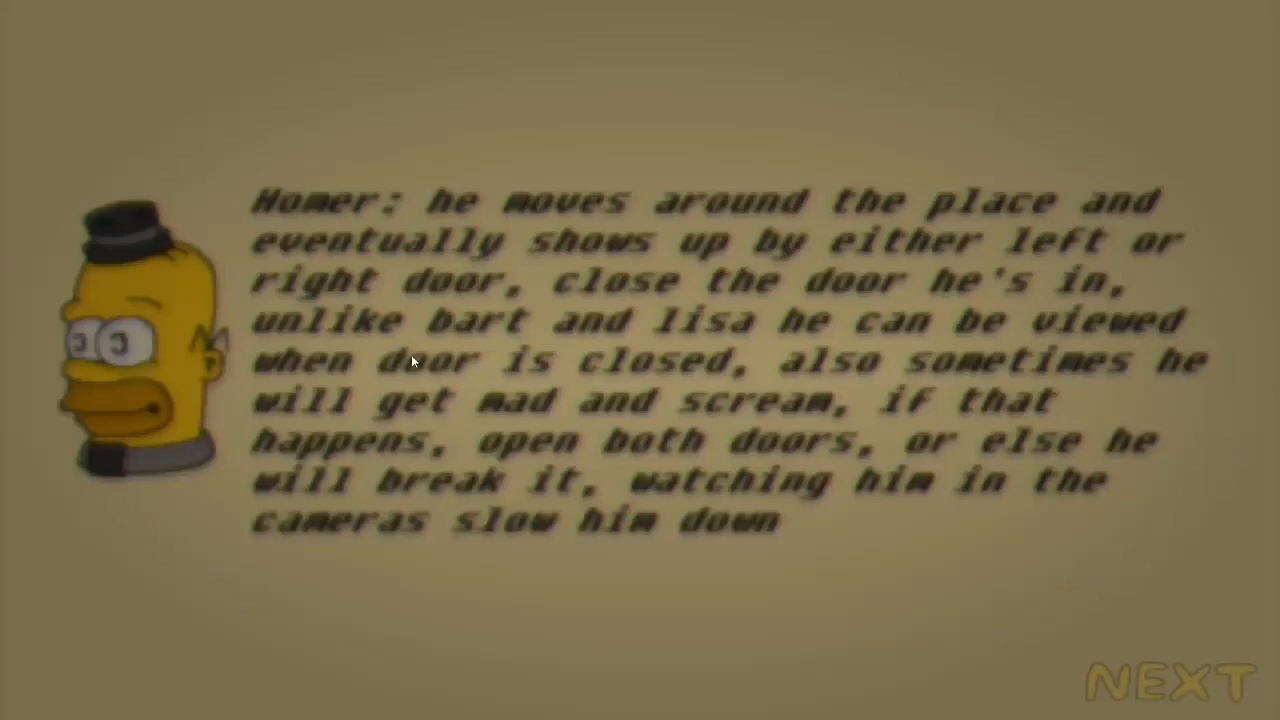 Homer: he moves around the place and
eventually shows up by either left or
right door, close the door he's in,
unlike bart and lisa he can be viewed
when door is closed, also sometimes he
will get mad and scream, if that
happens, open both doors, or else he
will break it, watching him in the
cameras slow him down
NEXT